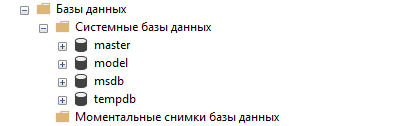 Базы данных
Системные базы данных
master
model
msdb
tempdb
Моментальные снимки базы данных